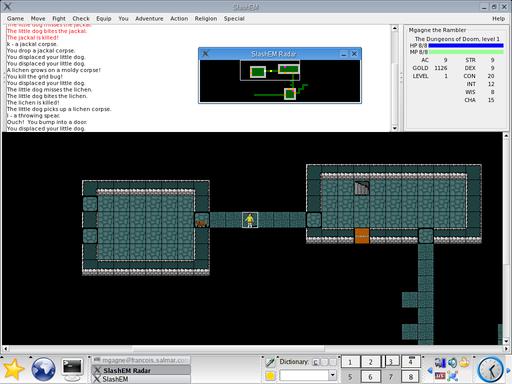 SlashEM
Game Move Fight Check Equip You Adventure Action Religion Special
The little dog misses the jackal.
The little dog bites the jackal.
The jackal is killed!
k - a jackal corpse.
You drop a jackal corpse.
You displaced your little dog.
You displaced your little dog.
A lichen grows on a moldy corpse!
You kill the grid bug!
You displaced your little dog.
The little dog misses the lichen.
The little dog bites the lichen.
The lichen is killed!
The little dog picks up a lichen corpse.
l - a throwing spear.
Ouch! You bump into a door.
You displaced your little dog.
SlashEM Radar
Mgagne the Rambler
The Dungeons of Doom, level 1
HP 8/8
MP 8/8
AC 9 STR 9
GOLD 1126 DEX 9
LEVEL 1 CON 20
INT 12
WIS 8
CHA 15
mgagne@francois.salmar.co
SlashEM Radar
SlashEM
Dictionary:
1 2 3 4
5 6 7 8